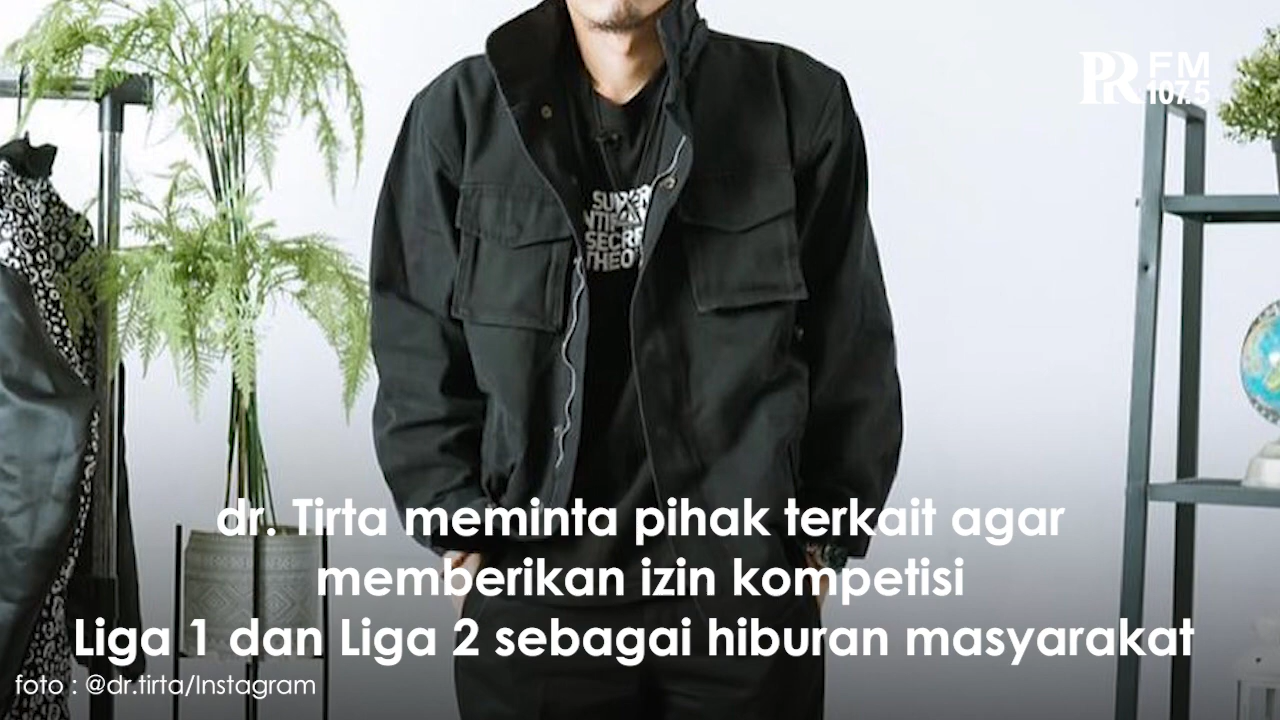 PR FM
107.5
SECRE
dr. Tirta meminta pihak terkait agar
memberikan izin kompetisi
Liga 1 dan Liga 2 sebagai hiburan masyarakat
foto : @dr.tirta/Instagram